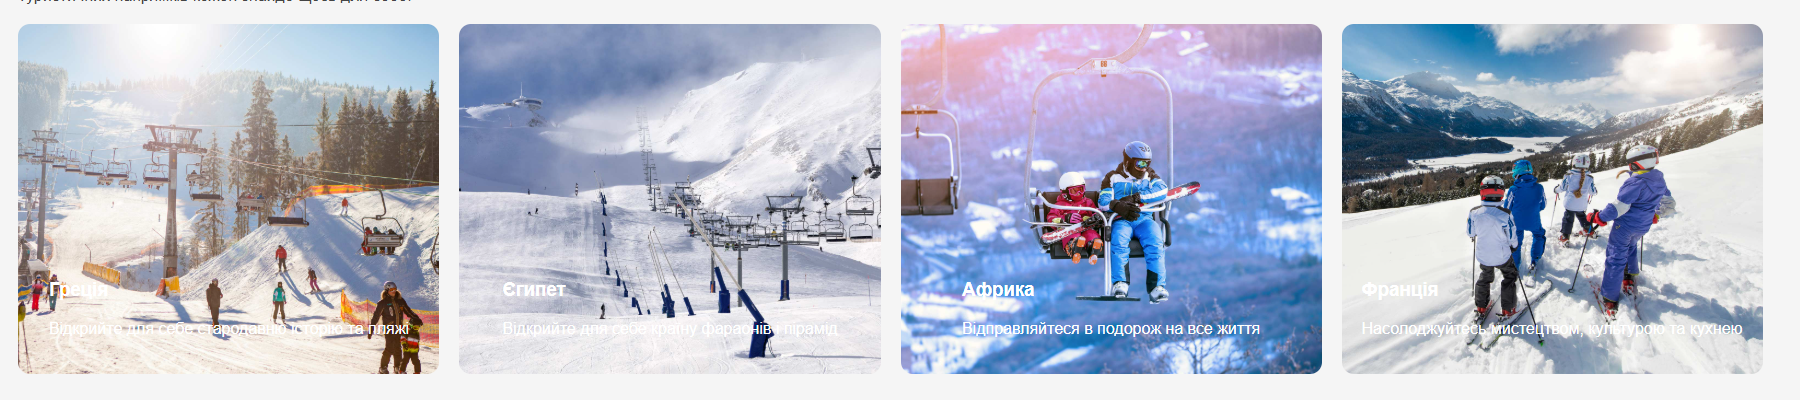 Греція
Відкрийте для себе стародавню історію та пляжі
Єгипет
Відкрийте для себе країну фараонів і пірамід
Африка
Відправляйтеся в подорож на все життя
Франція
Насолоджуйтесь мистецтвом, культурою та кухнею